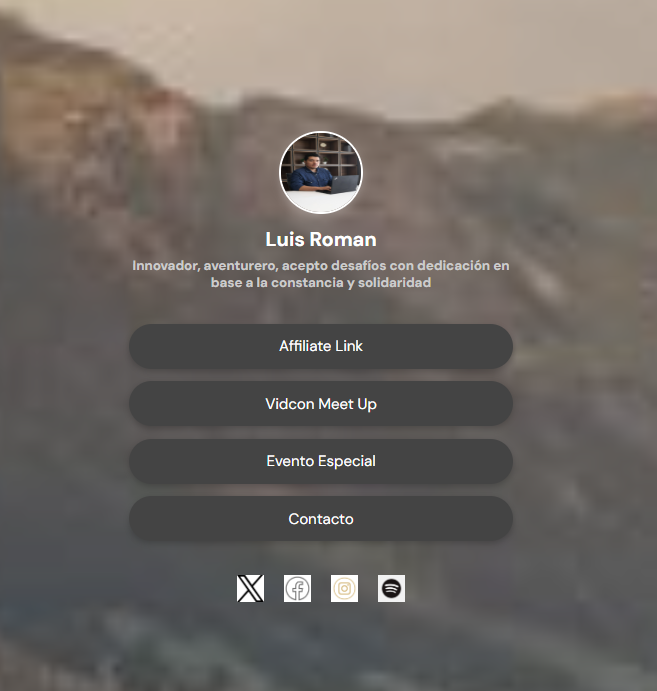 Luis Roman
Innovador, aventurero, acepto desafíos con dedicación en
base a la constancia y solidaridad
Affiliate Link
Vidcon Meet Up
Evento Especial
Contacto